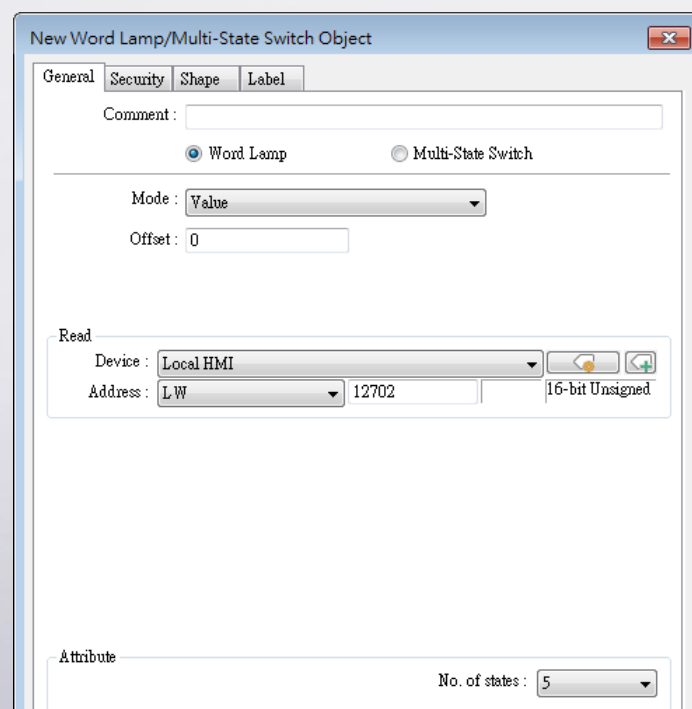 New Word Lamp/Multi-State Switch Object
General Security Shape Label
Comment :
Word Lamp Multi-State Switch
Mode : Value
Offset : 0
Read
Device : Local HMI
Address : LW 12702 16-bit Unsigned
Attribute
No. of states : 5